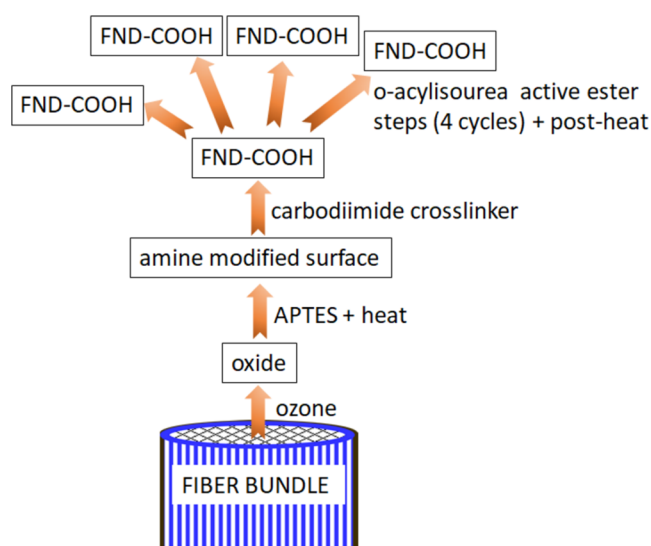 FND-COOH
FND-COOH
FND-COOH
FND-COOH
o-acylisourea active ester
steps (4 cycles) + post-heat
FND-COOH
carbodiimide crosslinker
amine modified surface
APTES + heat
oxide
ozone
FIBER BUNDLE